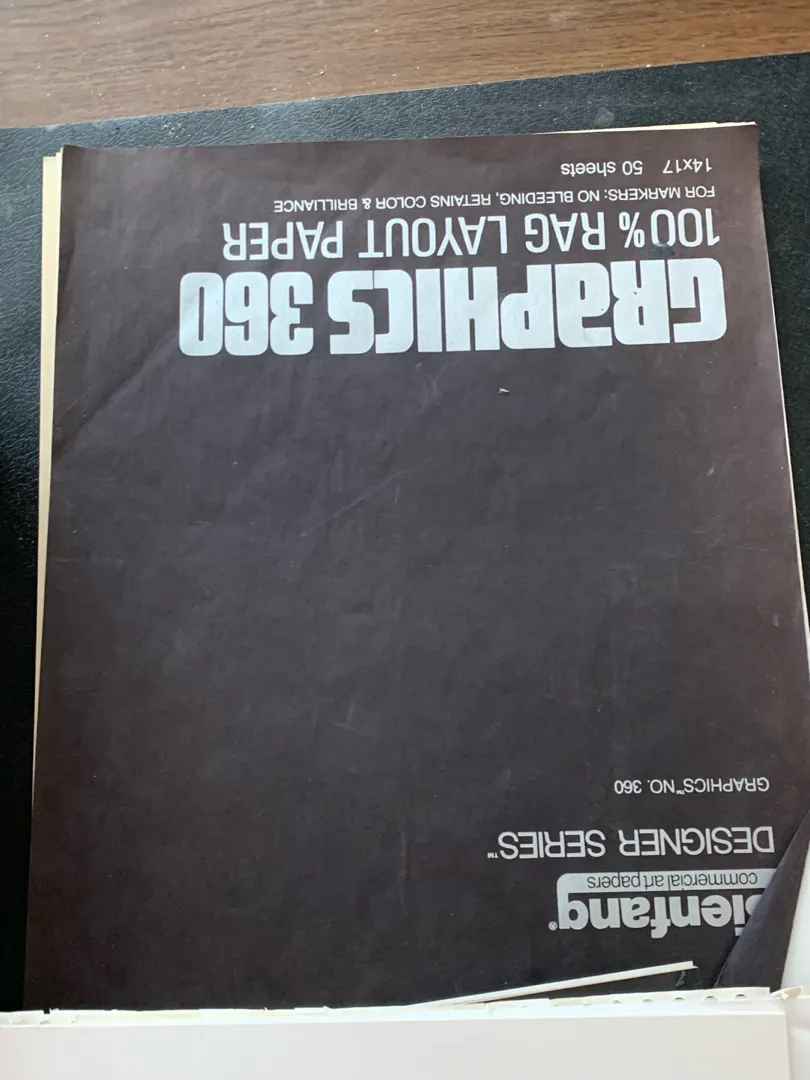 bienfang®
commercial art papers
DESIGNER SERIES™
GRAPHICS™ NO. 360
GRAPHICS 360
100% RAG LAYOUT PAPER
FOR MARKERS: NO BLEEDING, RETAINS COLOR & BRILLIANCE
14x17 50 sheets